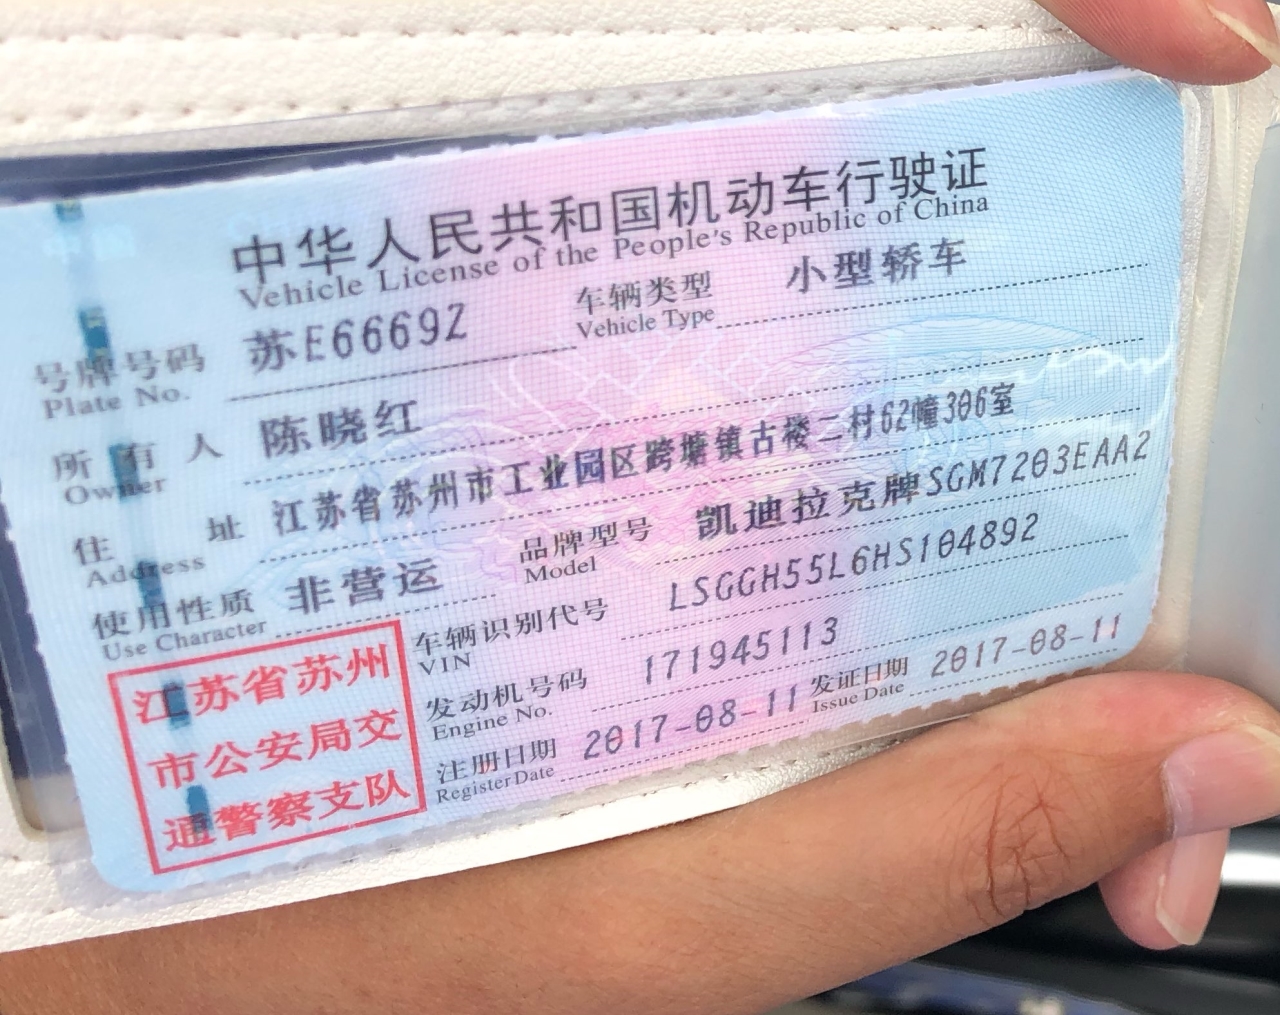 中华人民共和国机动车行驶证
Vehicle License of the People's Republic of China
号牌号码 苏E6669Z 车辆类型 小型轿车
Plate No. Vehicle Type
所有人 陈晓红
Owner
住址 江苏省苏州市工业园区跨塘镇古楼二村62幢306室
Address
使用性质 非营运 品牌型号 凯迪拉克牌SGM7203EAA2
Use Character Model
车辆识别代号 LSGGH55L6HS104892
VIN
发动机号码 171945113
Engine No.
注册日期 2017-08-11 发证日期 2017-08-11
Register Date Issue Date
江苏省苏州
市公安局交
通警察支队